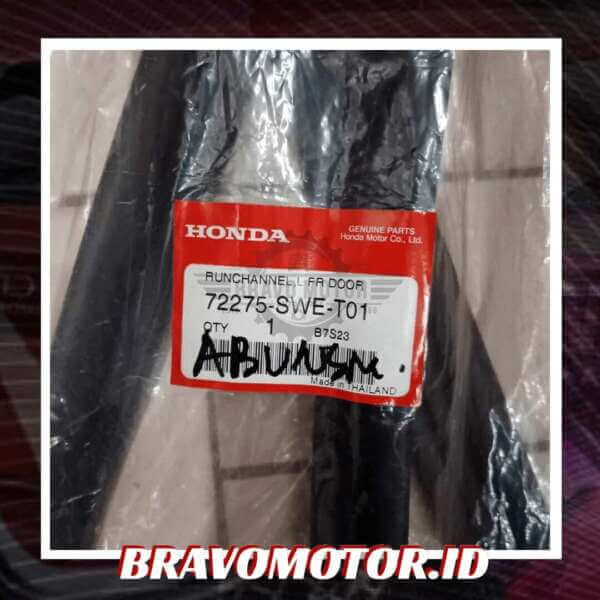 HONDA
GENUINE PARTS
Honda Motor Co., Ltd.
RUNCHANNEL, L FR DOOR
72275-SWE-T01
QTY 1 B7S23
Made in THAILAND
BRAVOMOTOR.ID